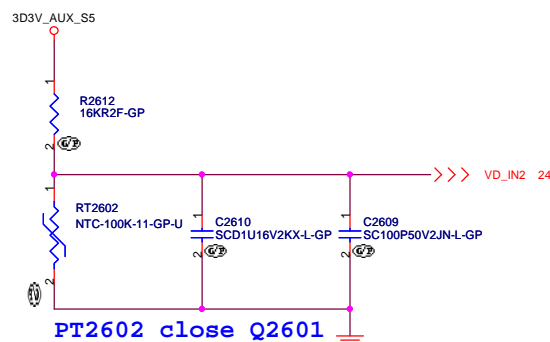 3D3V_AUX_S5
1
R2612
16KR2F-GP
2
G/P
VD_IN2 24
1
RT2602
NTC-100K-11-GP-U
2
1
C2610
SCD1U16V2KX-L-GP
2
G/P
1
C2609
SC100P50V2JN-L-GP
2
G/P
PT2602 close Q2601